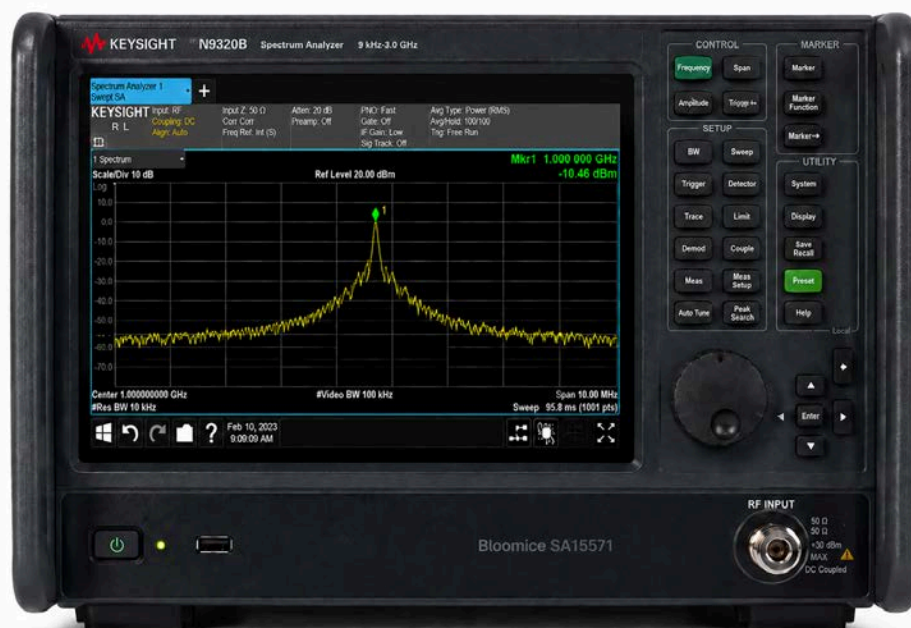 KEYSIGHT N9320B Spectrum Analyzer 9 kHz-3.0 GHz
Spectrum Analyzer 1
Swept SA
+
KEYSIGHT
R L
Input: RF
Coupling: DC
Align: Auto
Input Z: 50 Ω
Corr Corr
Freq Ref: Int (S)
Atten: 20 dB
Preamp: Off
PNO: Fast
Gate: Off
IF Gain: Low
Sig Track: Off
Avg Type: Power (RMS)
Avg/Hold: 100/100
Trig: Free Run
1 Spectrum
Scale/Div 10 dB
Ref Level 20.00 dBm
Mkr1 1.000 000 GHz
-10.46 dBm
Log
10.0
0.0
-10.0
-20.0
-30.0
-40.0
-50.0
-60.0
-70.0
1
Center 1.000000000 GHz
#Video BW 100 kHz
Span 10.00 MHz
#Res BW 10 kHz
Sweep 95.8 ms (1001 pts)
?
Feb 10, 2023
9:09:09 AM
CONTROL
Frequency
Span
Amplitude
MARKER
Marker
Marker
Function
Marker→
SETUP
BW
Sweep
Trigger
Detector
Trace
Limit
Demod
Couple
Meas
Meas
Setup
Auto Tune
Peak
Search
UTILITY
System
Display
Save
Recall
Preset
Help
Local
Enter
Bloomice SA15571
RF INPUT
50 Ω
50 Ω
+30 dBm
MAX
DC Coupled